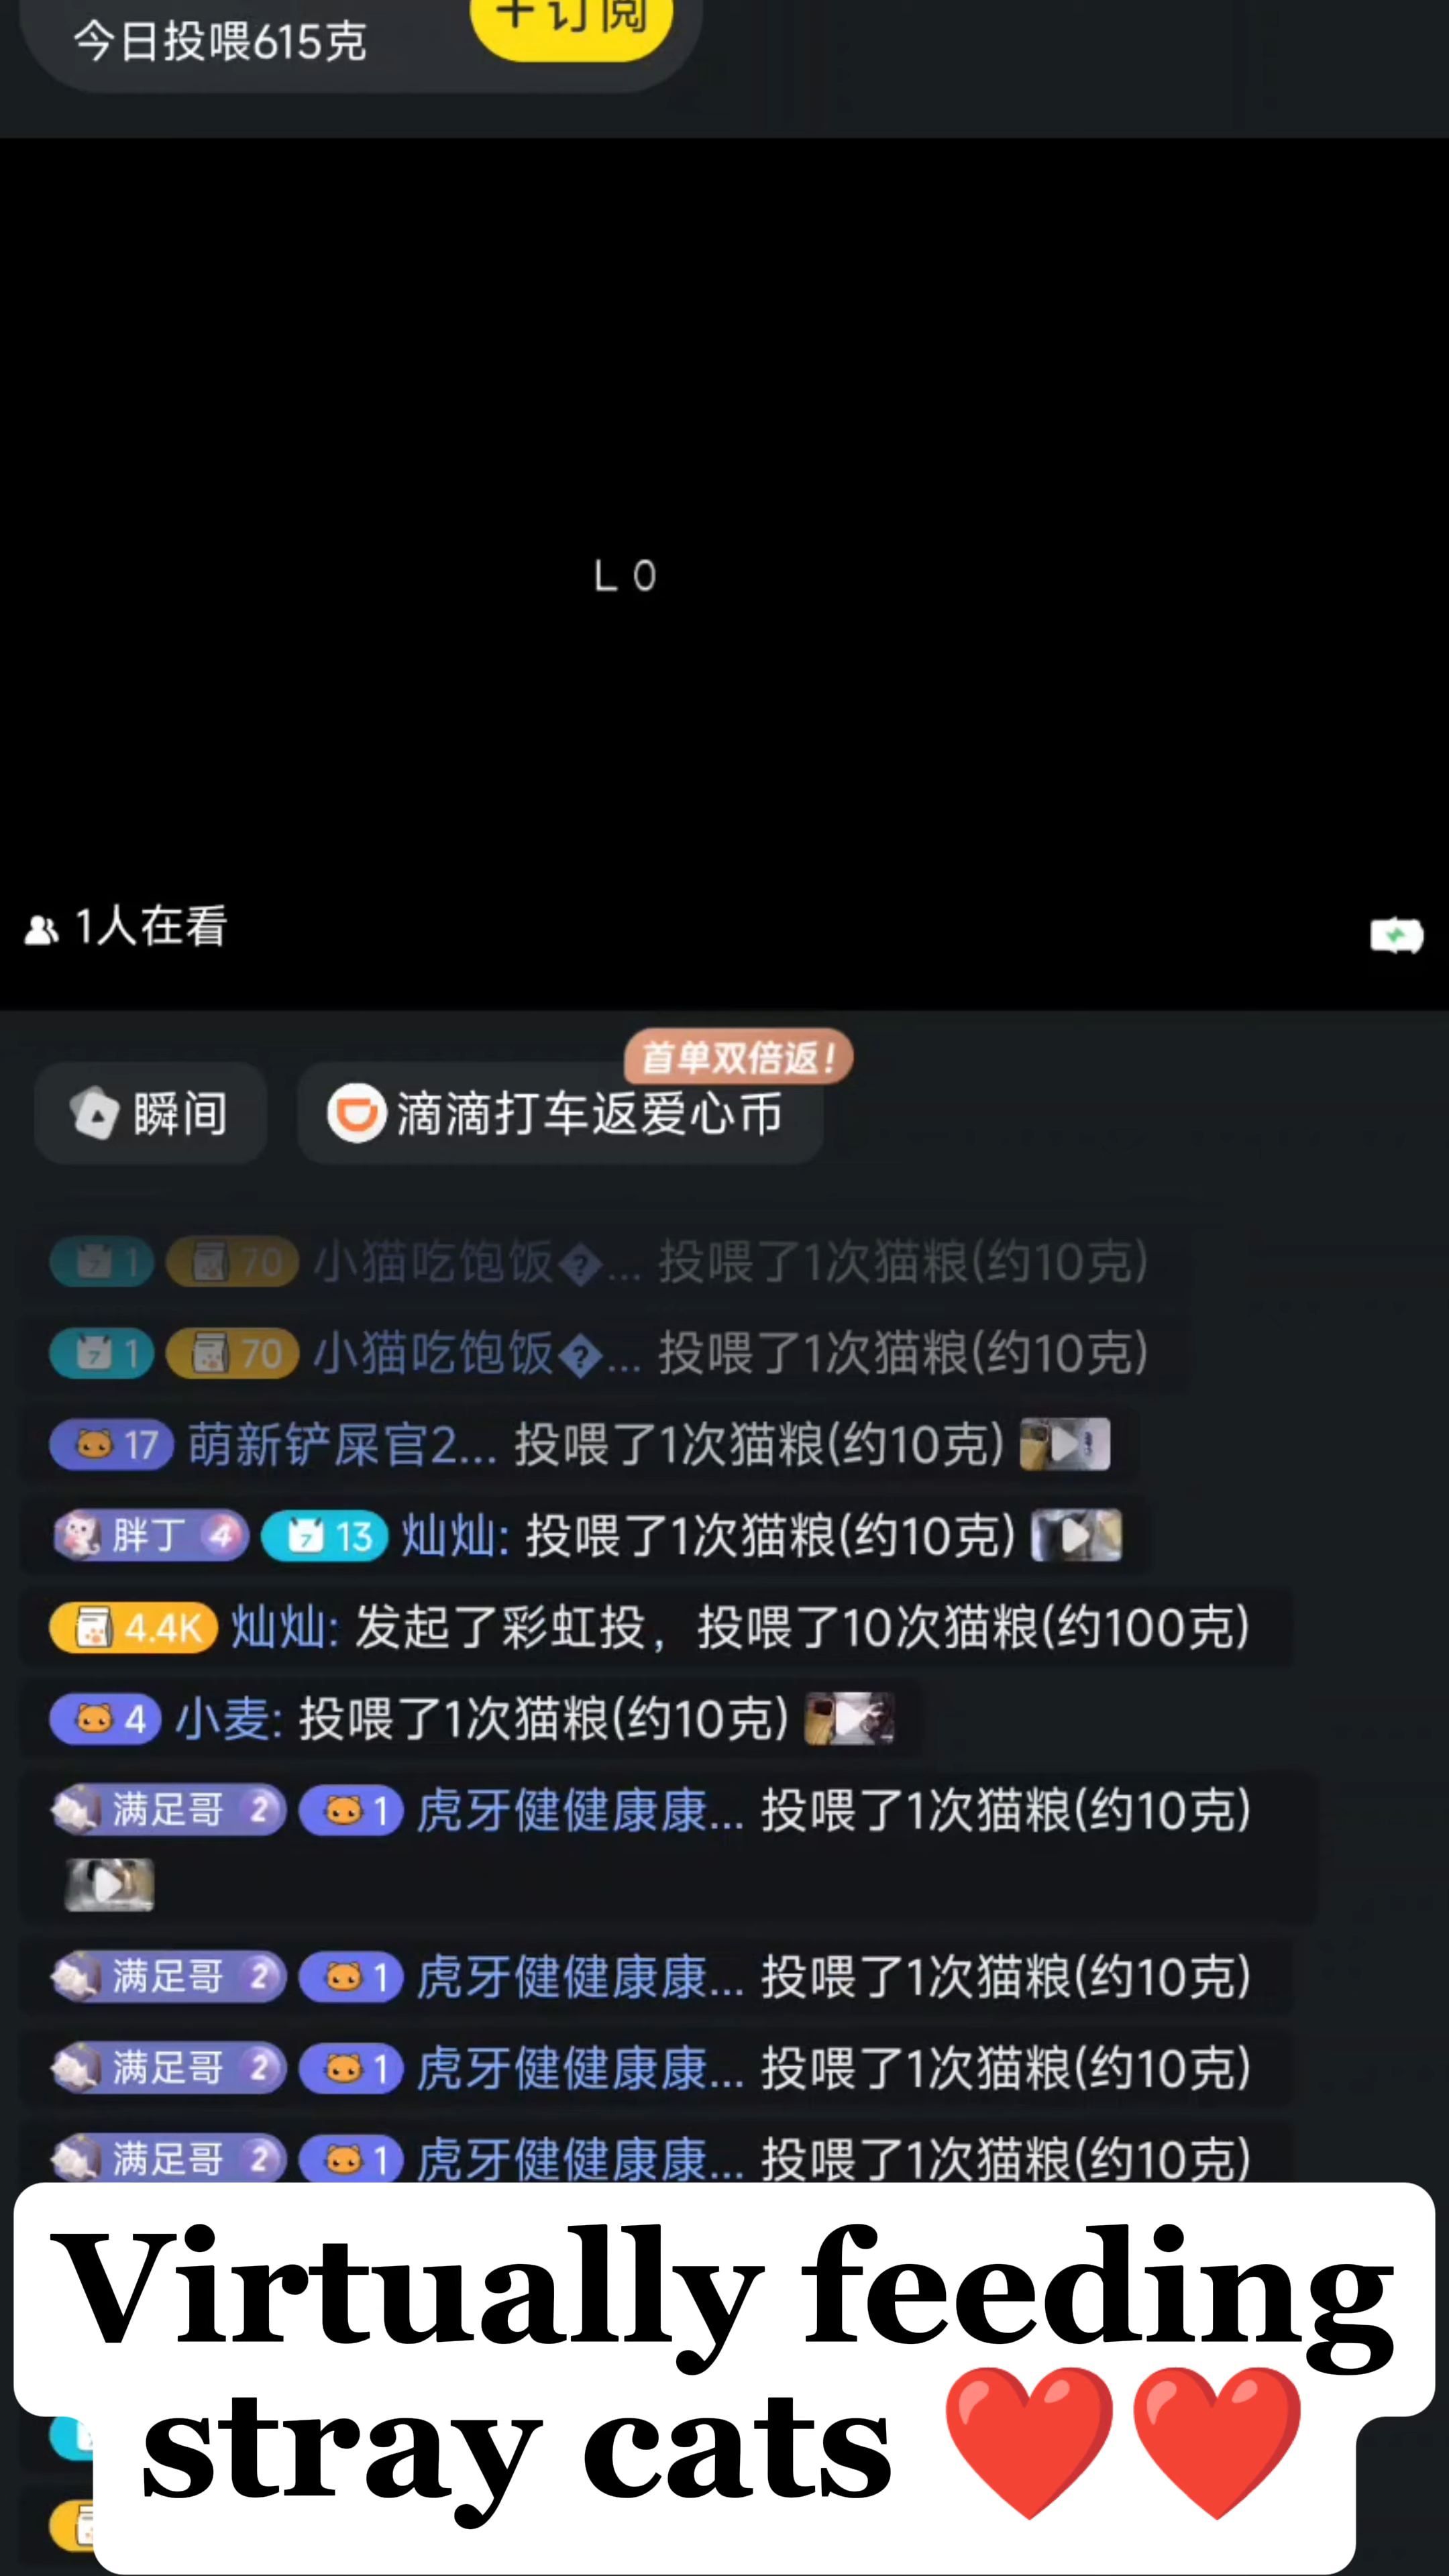 今日投喂615克
+订阅
L 0
1人在看
首单双倍返！
瞬间
滴滴打车返爱心币
1 70 小猫吃饱饭�... 投喂了1次猫粮(约10克)
1 70 小猫吃饱饭�... 投喂了1次猫粮(约10克)
17 萌新铲屎官2... 投喂了1次猫粮(约10克)
胖丁 4 7 13 灿灿: 投喂了1次猫粮(约10克)
4.4K 灿灿: 发起了彩虹投，投喂了10次猫粮(约100克)
4 小麦: 投喂了1次猫粮(约10克)
满足哥 2 1 虎牙健健康康... 投喂了1次猫粮(约10克)
满足哥 2 1 虎牙健健康康... 投喂了1次猫粮(约10克)
满足哥 2 1 虎牙健健康康... 投喂了1次猫粮(约10克)
满足哥 2 1 虎牙健健康康... 投喂了1次猫粮(约10克)
Virtually feeding
stray cats ❤️❤️